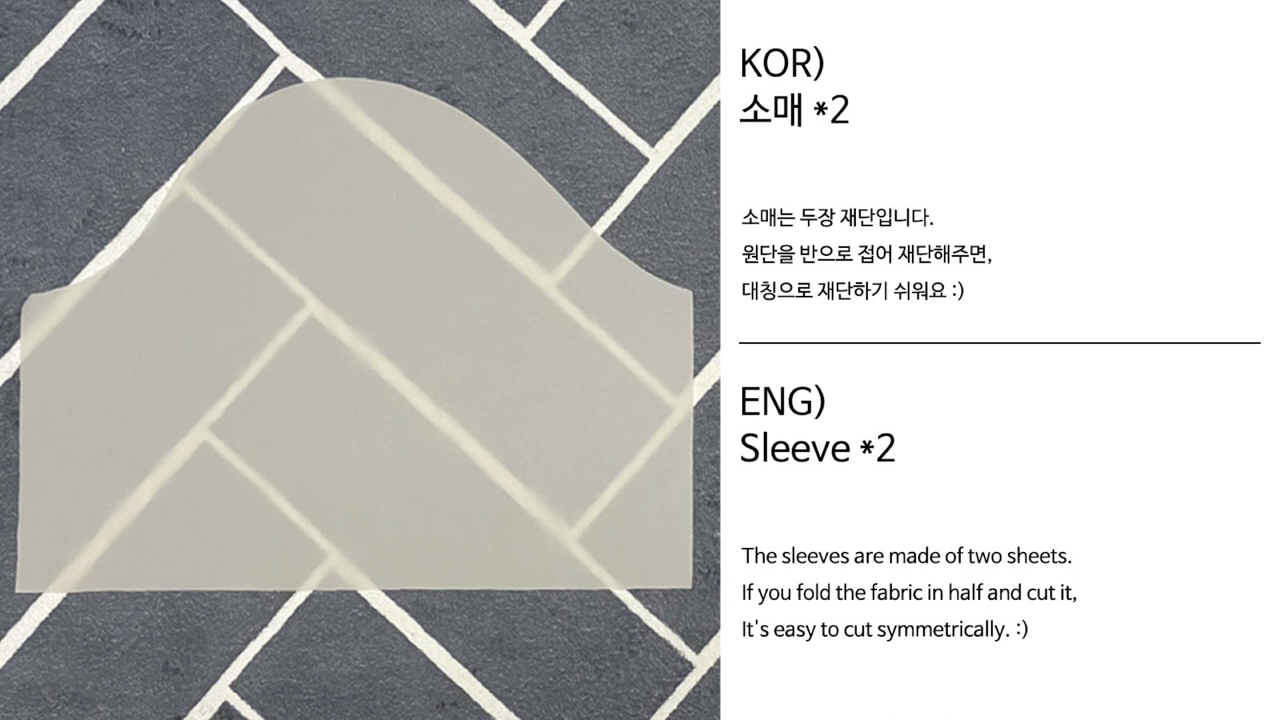 KOR)
소매 *2
소매는 두장 재단입니다.
원단을 반으로 접어 재단해주면,
대칭으로 재단하기 쉬워요 :)
ENG)
Sleeve *2
The sleeves are made of two sheets.
If you fold the fabric in half and cut it,
It's easy to cut symmetrically. :)